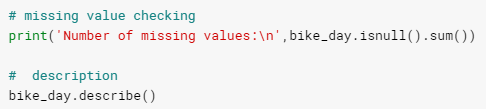 # missing value checking
print('Number of missing values:\n',bike_day.isnull().sum())
#  description
bike_day.describe()